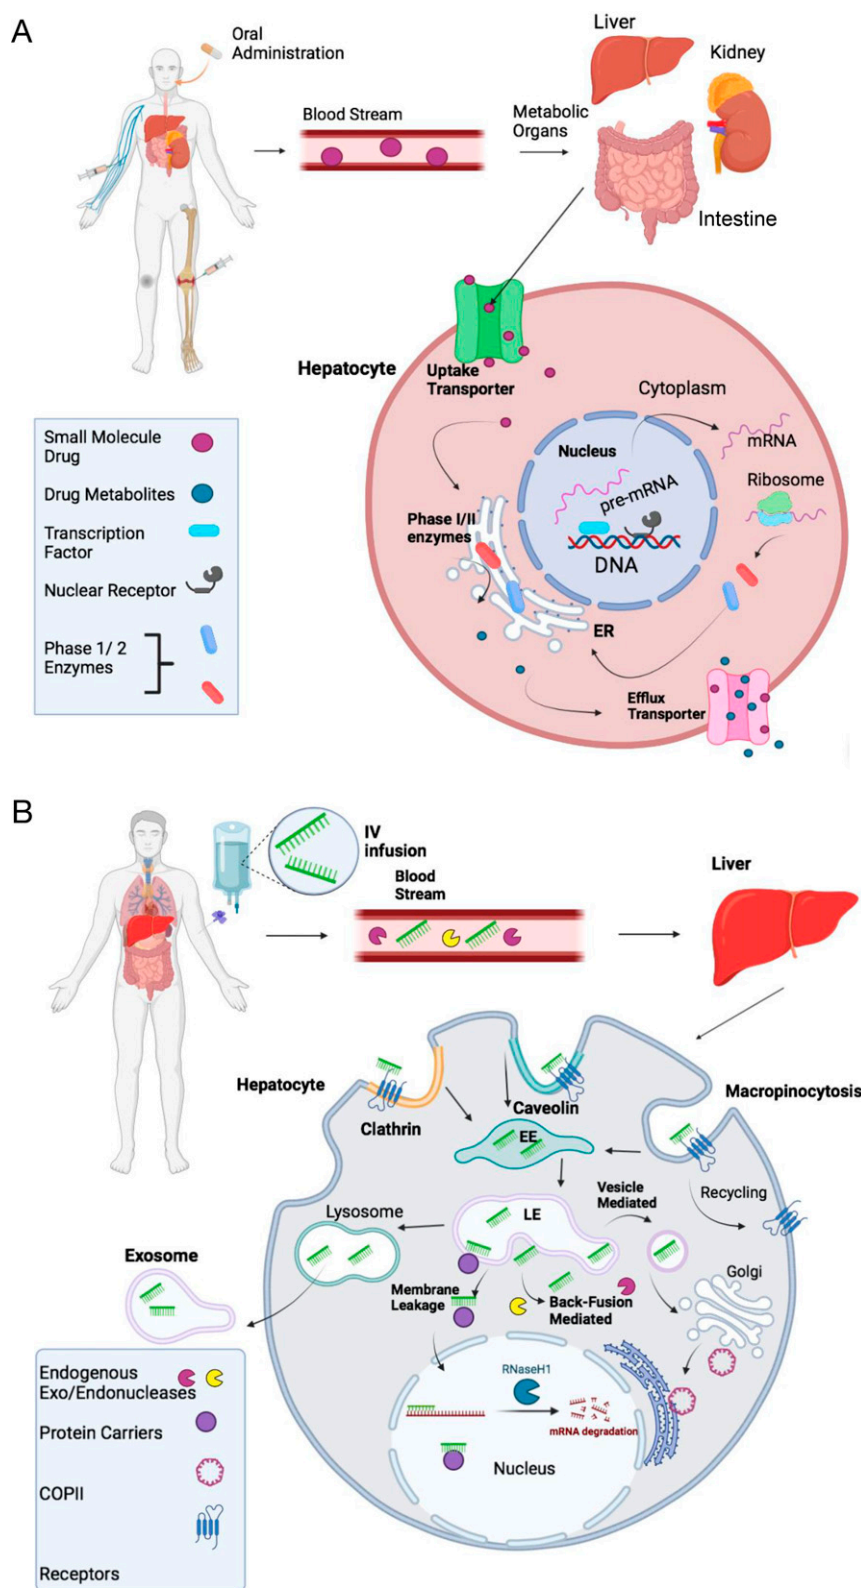 A
Oral
Administration
Blood Stream
Metabolic
Organs
Liver
Kidney
Intestine
Hepatocyte
Uptake
Transporter
Cytoplasm
Nucleus
pre-mRNA
DNA
mRNA
Ribosome
Phase I/II
enzymes
ER
Efflux
Transporter
Small Molecule
Drug
Drug Metabolites
Transcription
Factor
Nuclear Receptor
Phase 1/ 2
Enzymes
B
IV
infusion
Blood
Stream
Liver
Hepatocyte
Clathrin
Caveolin
Macropinocytosis
EE
Recycling
Vesicle
Mediated
LE
Lysosome
Exosome
Golgi
Membrane
Leakage
Back-Fusion
Mediated
RNaseH1
mRNA degradation
Nucleus
Endogenous
Exo/Endonucleases
Protein Carriers
COPII
Receptors